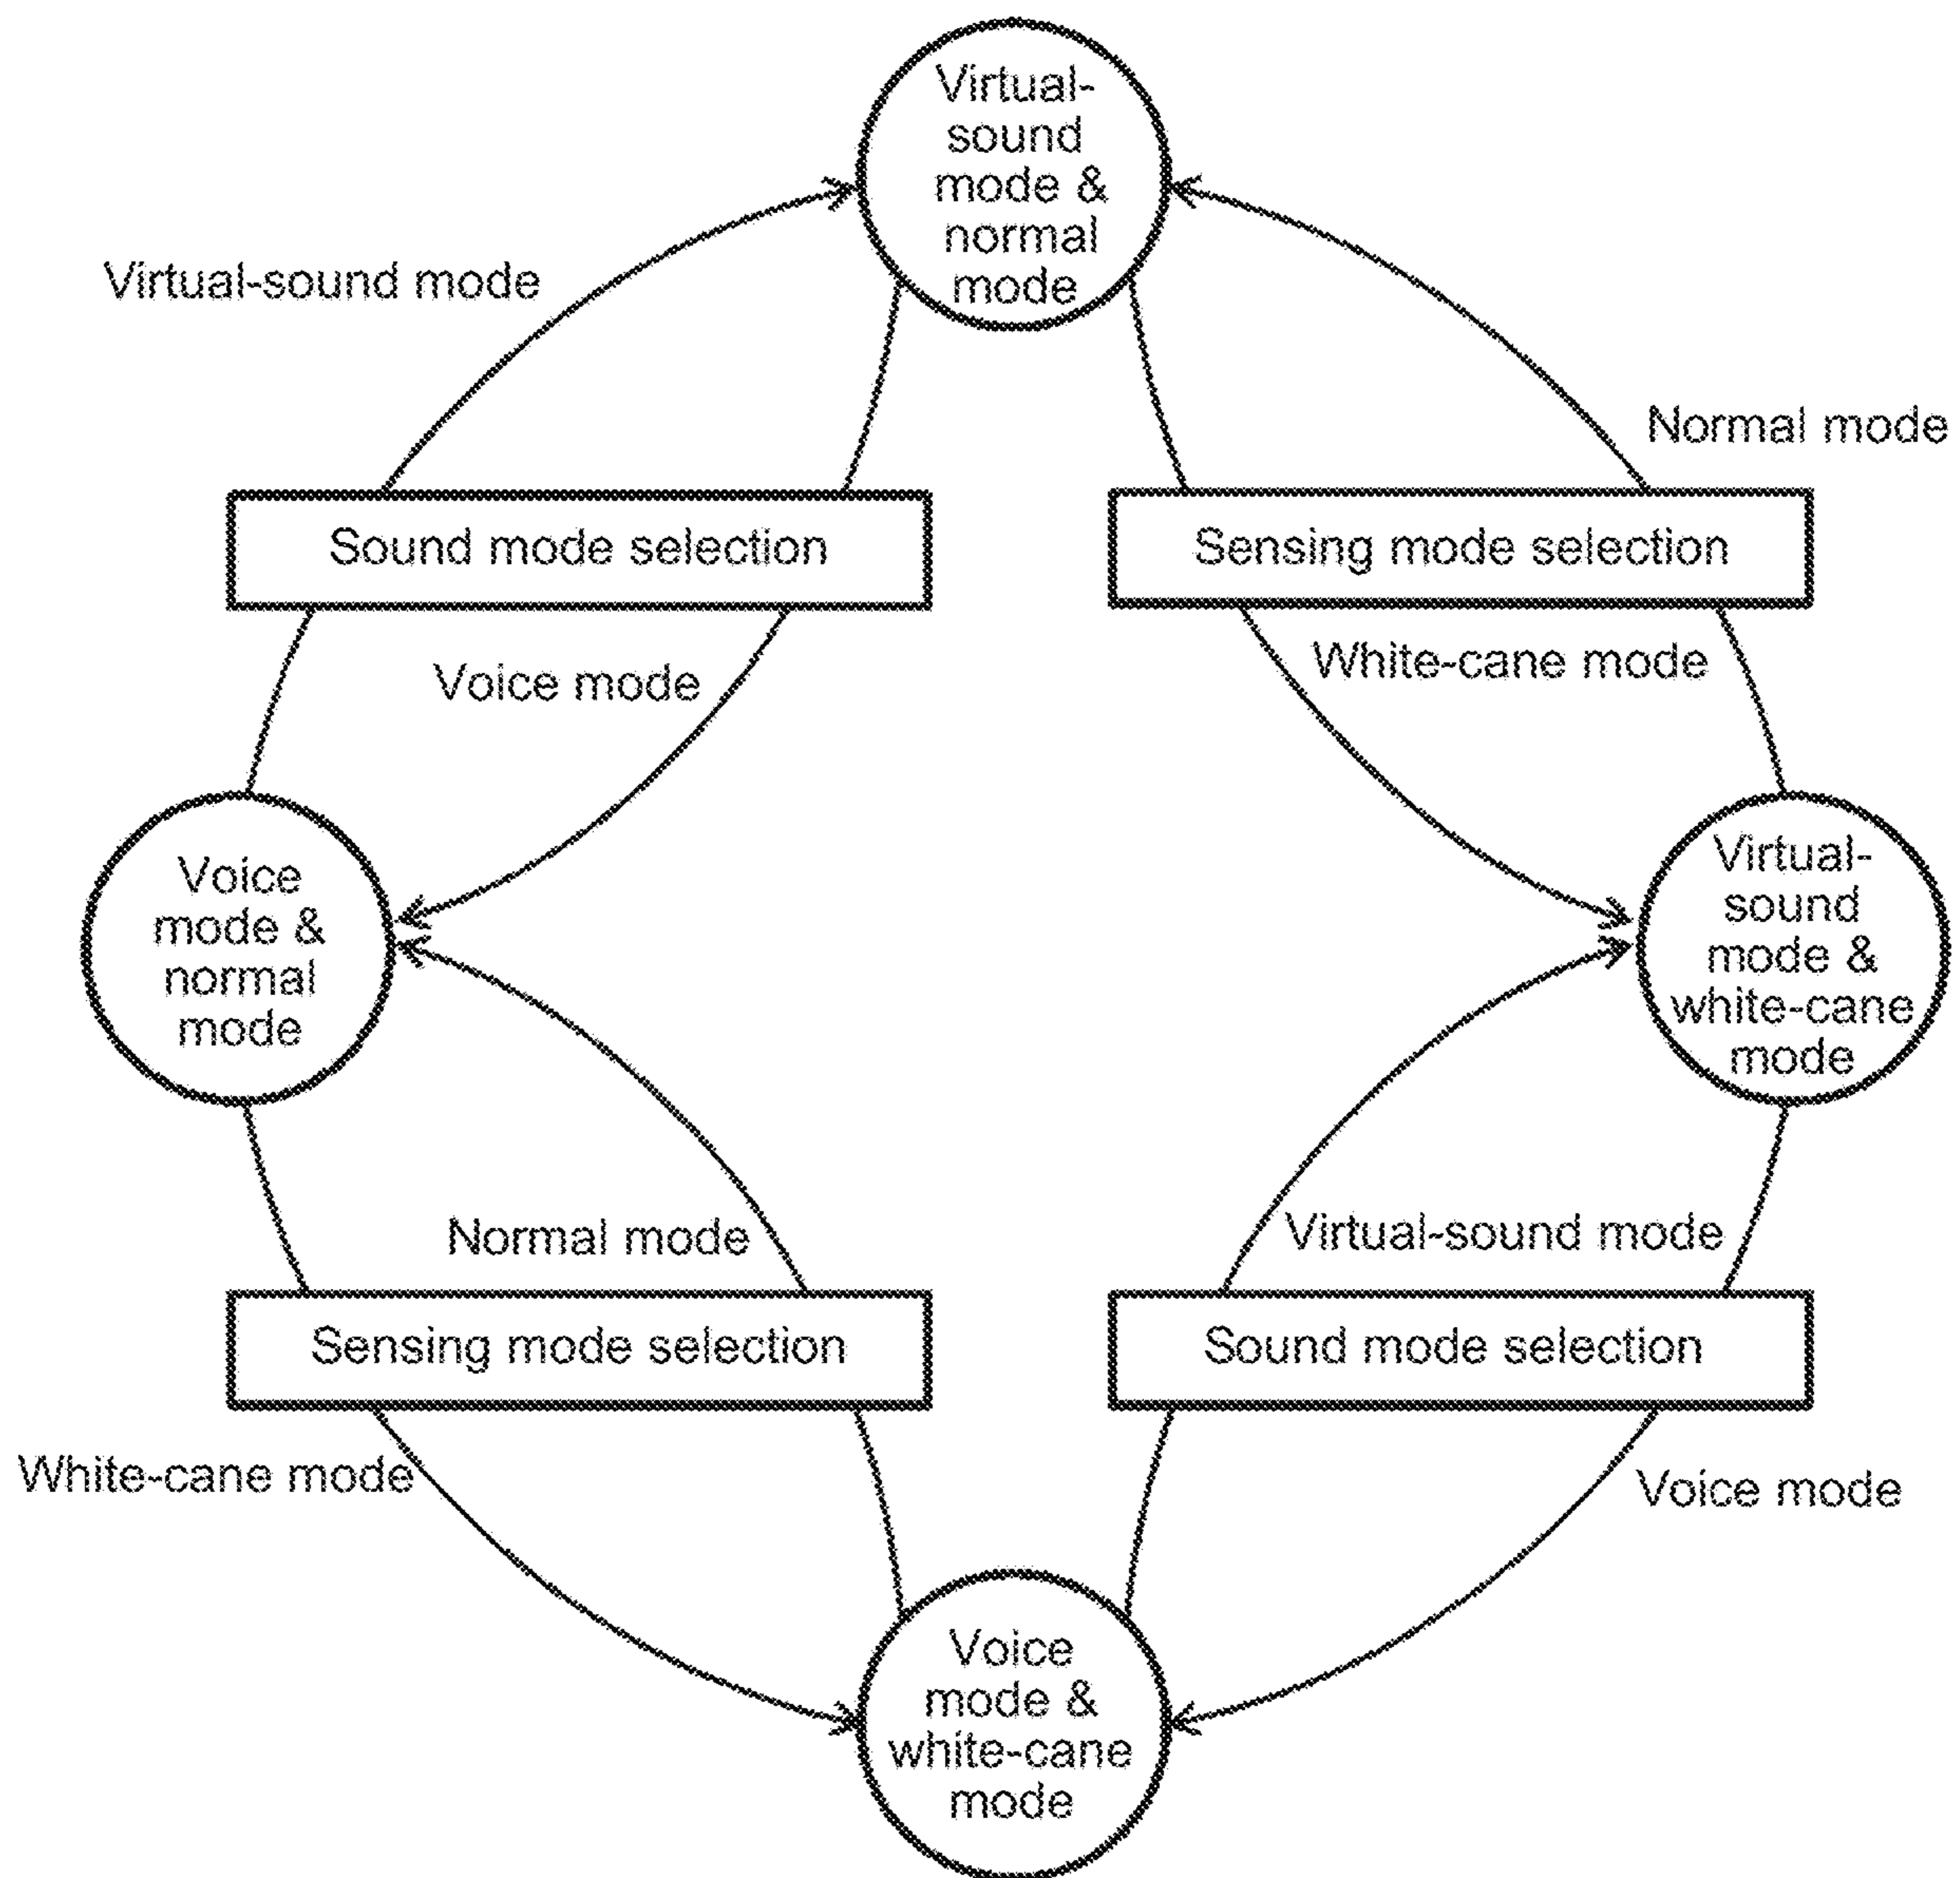 Virtual-
sound
mode &
normal
mode
Virtual-sound mode
Normal mode
Sound mode selection
Sensing mode selection
Voice mode
White-cane mode
Voice
mode &
normal
mode
Virtual-
sound
mode &
white-cane
mode
Normal mode
Virtual-sound mode
Sensing mode selection
Sound mode selection
White-cane mode
Voice mode
Voice
mode &
white-cane
mode